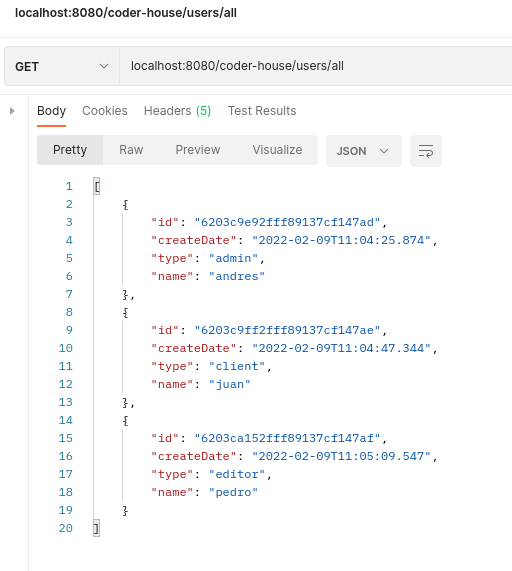 localhost:8080/coder-house/users/all
GET localhost:8080/coder-house/users/all
Body Cookies Headers (5) Test Results
Pretty Raw Preview Visualize JSON
1 [
2 {
3 "id": "6203c9e92fff89137cf147ad",
4 "createDate": "2022-02-09T11:04:25.874",
5 "type": "admin",
6 "name": "andres"
7 },
8 {
9 "id": "6203c9ff2fff89137cf147ae",
10 "createDate": "2022-02-09T11:04:47.344",
11 "type": "client",
12 "name": "juan"
13 },
14 {
15 "id": "6203ca152fff89137cf147af",
16 "createDate": "2022-02-09T11:05:09.547",
17 "type": "editor",
18 "name": "pedro"
19 }
20 ]